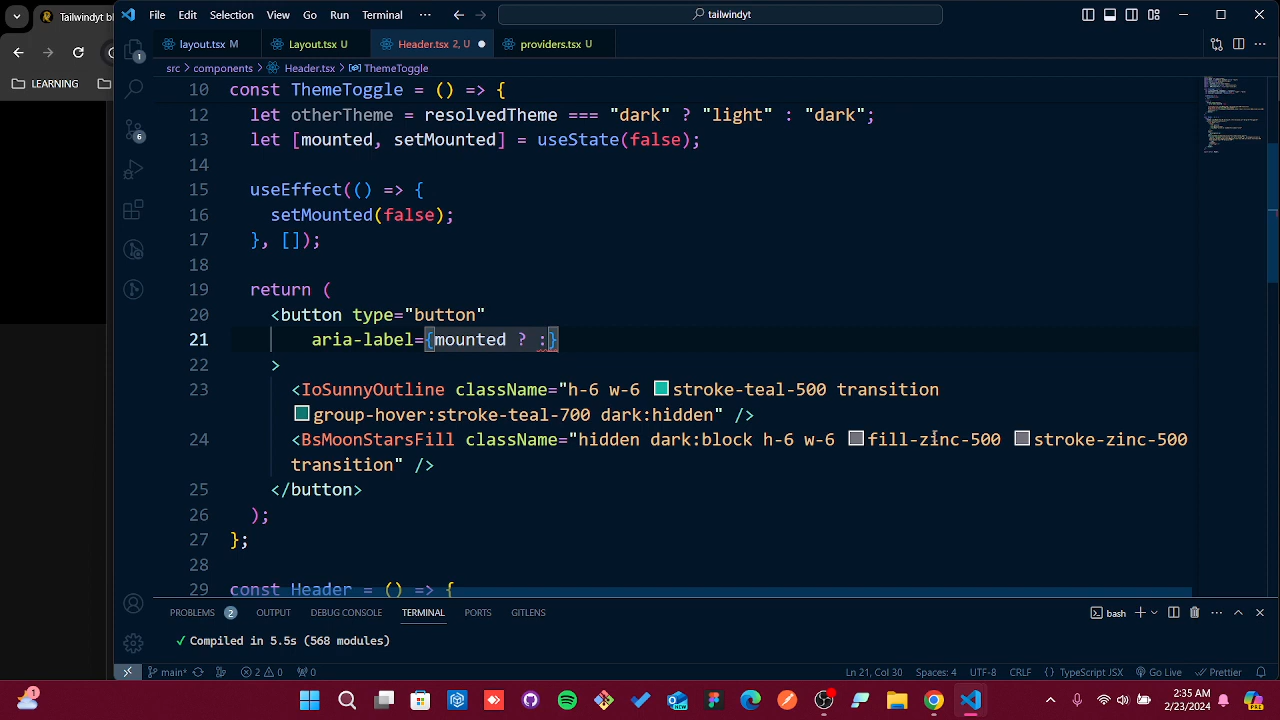 Tailwindyt b
LEARNING
File Edit Selection View Go Run Terminal ··· tailwindyt
layout.tsx M Layout.tsx U Header.tsx 2, U providers.tsx U
src > components > Header.tsx > ThemeToggle
10 const ThemeToggle = () => {
12 let otherTheme = resolvedTheme === "dark" ? "light" : "dark";
13 let [mounted, setMounted] = useState(false);
14
15 useEffect(() => {
16 setMounted(false);
17 }, []);
18
19 return (
20 <button type="button"
21 aria-label={mounted ? :}
22 >
23 <IoSunnyOutline className="h-6 w-6 stroke-teal-500 transition
group-hover:stroke-teal-700 dark:hidden" />
24 <BsMoonStarsFill className="hidden dark:block h-6 w-6 fill-zinc-500 stroke-zinc-500
transition" />
25 </button>
26 );
27 };
28
29 const Header = () => {
PROBLEMS 2 OUTPUT DEBUG CONSOLE TERMINAL PORTS GITLENS
bash
✓ Compiled in 5.5s (568 modules)
main* 2 0 0 Ln 21, Col 30 Spaces: 4 UTF-8 CRLF {} TypeScript JSX Go Live Prettier
2:35 AM
2/23/2024